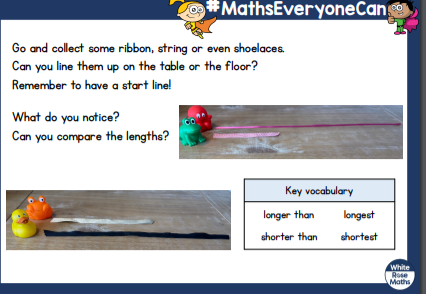 #MathsEveryoneCan
Go and collect some ribbon, string or even shoelaces.
Can you line them up on the table or the floor?
Remember to have a start line!
What do you notice?
Can you compare the lengths?
Key vocabulary
longer than longest
shorter than shortest
White
Rose
Maths